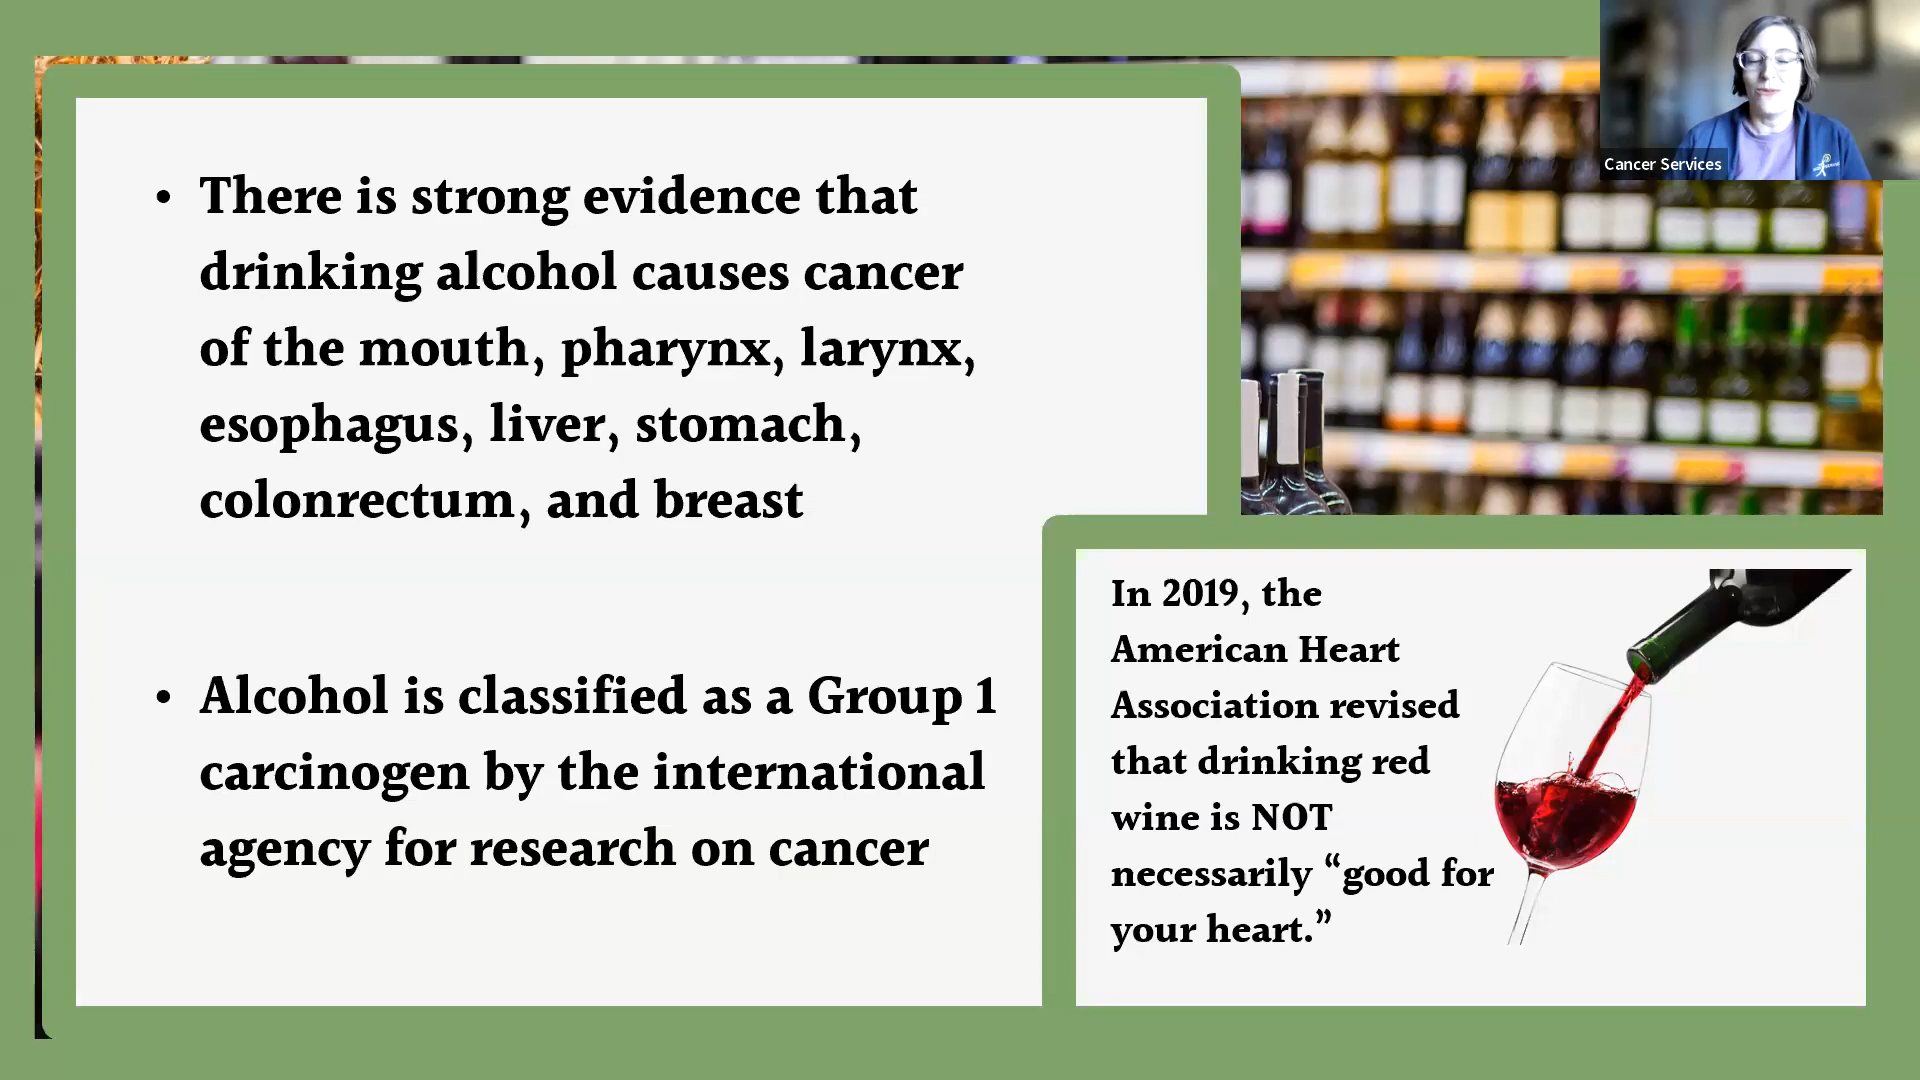 Cancer Services
• There is strong evidence that
drinking alcohol causes cancer
of the mouth, pharynx, larynx,
esophagus, liver, stomach,
colonrectum, and breast
• Alcohol is classified as a Group 1
carcinogen by the international
agency for research on cancer
In 2019, the
American Heart
Association revised
that drinking red
wine is NOT
necessarily “good for
your heart.”